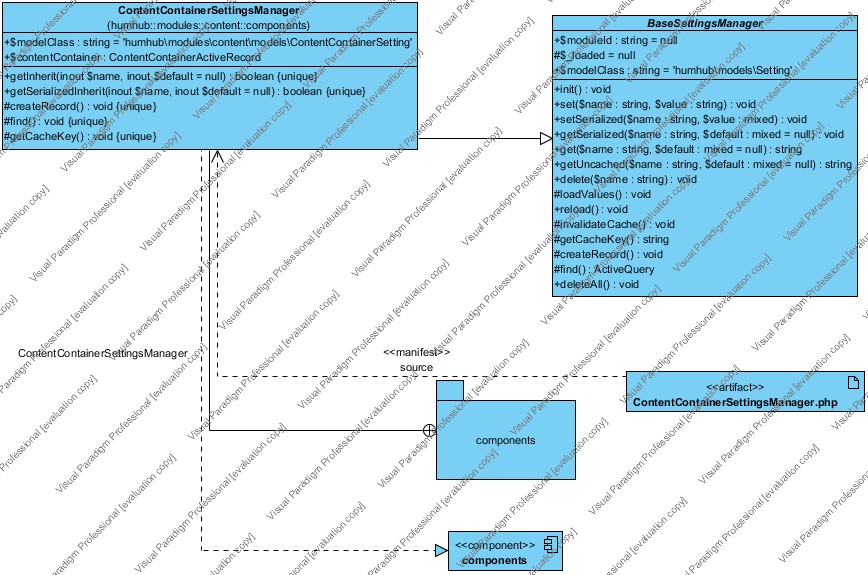 ContentContainerSettingsManager
(humhub::modules::content::components)
+$modelClass : string = 'humhub\modules\content\models\ContentContainerSetting'
+$contentContainer : ContentContainerActiveRecord
+getInherit(inout $name, inout $default = null) : boolean {unique}
+getSerializedInherit(inout $name, inout $default = null) : boolean {unique}
#createRecord() : void {unique}
#find() : void {unique}
#getCacheKey() : void {unique}
BaseSettingsManager
+$moduleId : string = null
#$_loaded = null
+$modelClass : string = 'humhub\models\Setting'
+init() : void
+set($name : string, $value : string) : void
+setSerialized($name : string, $value : mixed) : void
+getSerialized($name : string, $default : mixed = null) : void
+get($name : string, $default : mixed = null) : string
+getUncached($name : string, $default : mixed = null) : string
+delete($name : string) : void
#loadValues() : void
+reload() : void
#invalidateCache() : void
#getCacheKey() : string
#createRecord() : void
#find() : ActiveQuery
+deleteAll() : void
ContentContainerSettingsManager
<<manifest>>
source
<<artifact>>
ContentContainerSettingsManager.php
components
<<component>>
components
Visual Paradigm Professional [evaluation copy]